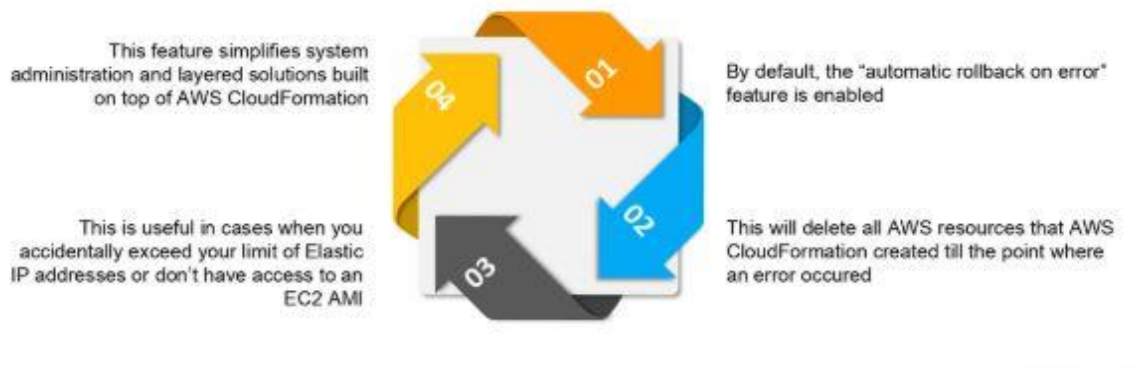 01
By default, the “automatic rollback on error”
feature is enabled
02
This will delete all AWS resources that AWS
CloudFormation created till the point where
an error occured
03
This is useful in cases when you
accidentally exceed your limit of Elastic
IP addresses or don’t have access to an
EC2 AMI
04
This feature simplifies system
administration and layered solutions built
on top of AWS CloudFormation